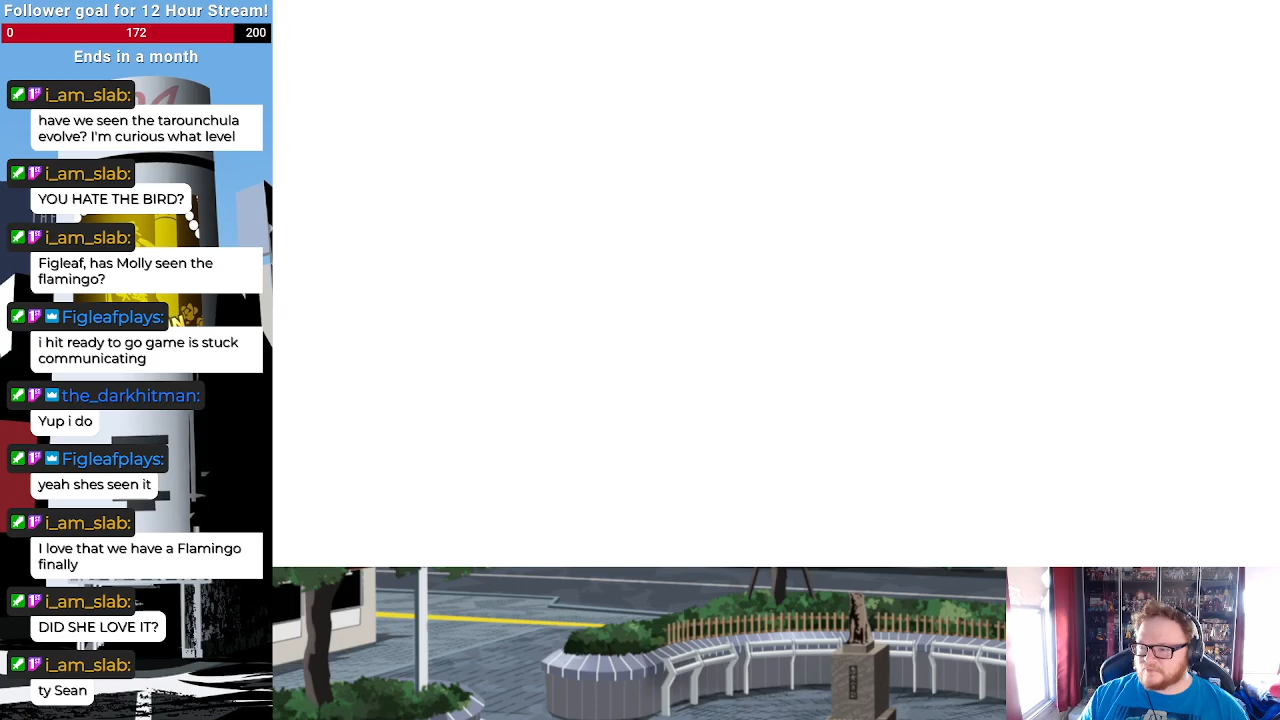 Follower goal for 12 Hour Stream!
0 172 200
Ends in a month
i_am_slab:
have we seen the tarounchula
evolve? I'm curious what level
i_am_slab:
YOU HATE THE BIRD?
i_am_slab:
Figleaf, has Molly seen the
flamingo?
Figleafplays:
i hit ready to go game is stuck
communicating
the_darkhitman:
Yup i do
Figleafplays:
yeah shes seen it
i_am_slab:
I love that we have a Flamingo
finally
i_am_slab:
DID SHE LOVE IT?
i_am_slab:
ty Sean